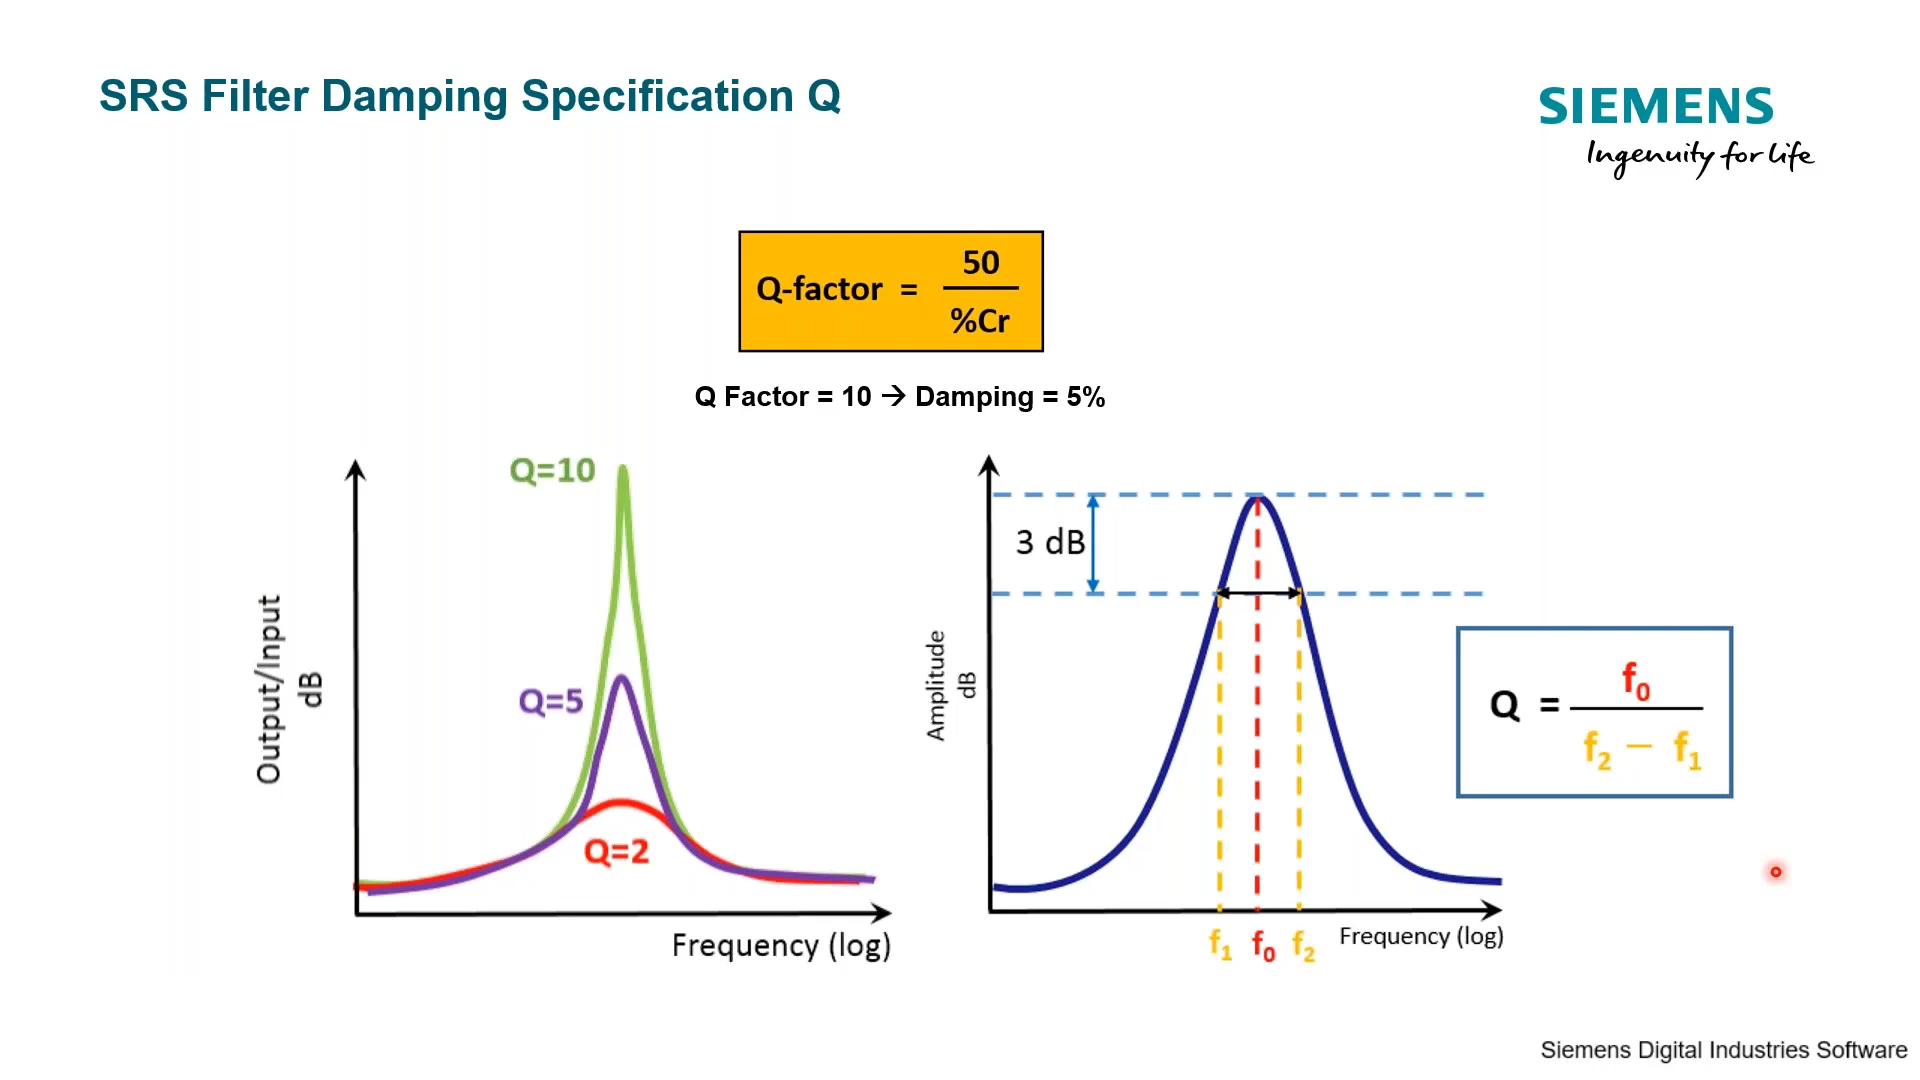 SRS Filter Damping Specification Q
SIEMENS
Ingenuity for life
Q-factor = 50
%Cr
Q Factor = 10 → Damping = 5%
Q=10
Q=5
Q=2
Output/Input
dB
Frequency (log)
3 dB
Amplitude
dB
f1 f0 f2
Frequency (log)
Q = f0
f2 − f1
Siemens Digital Industries Software